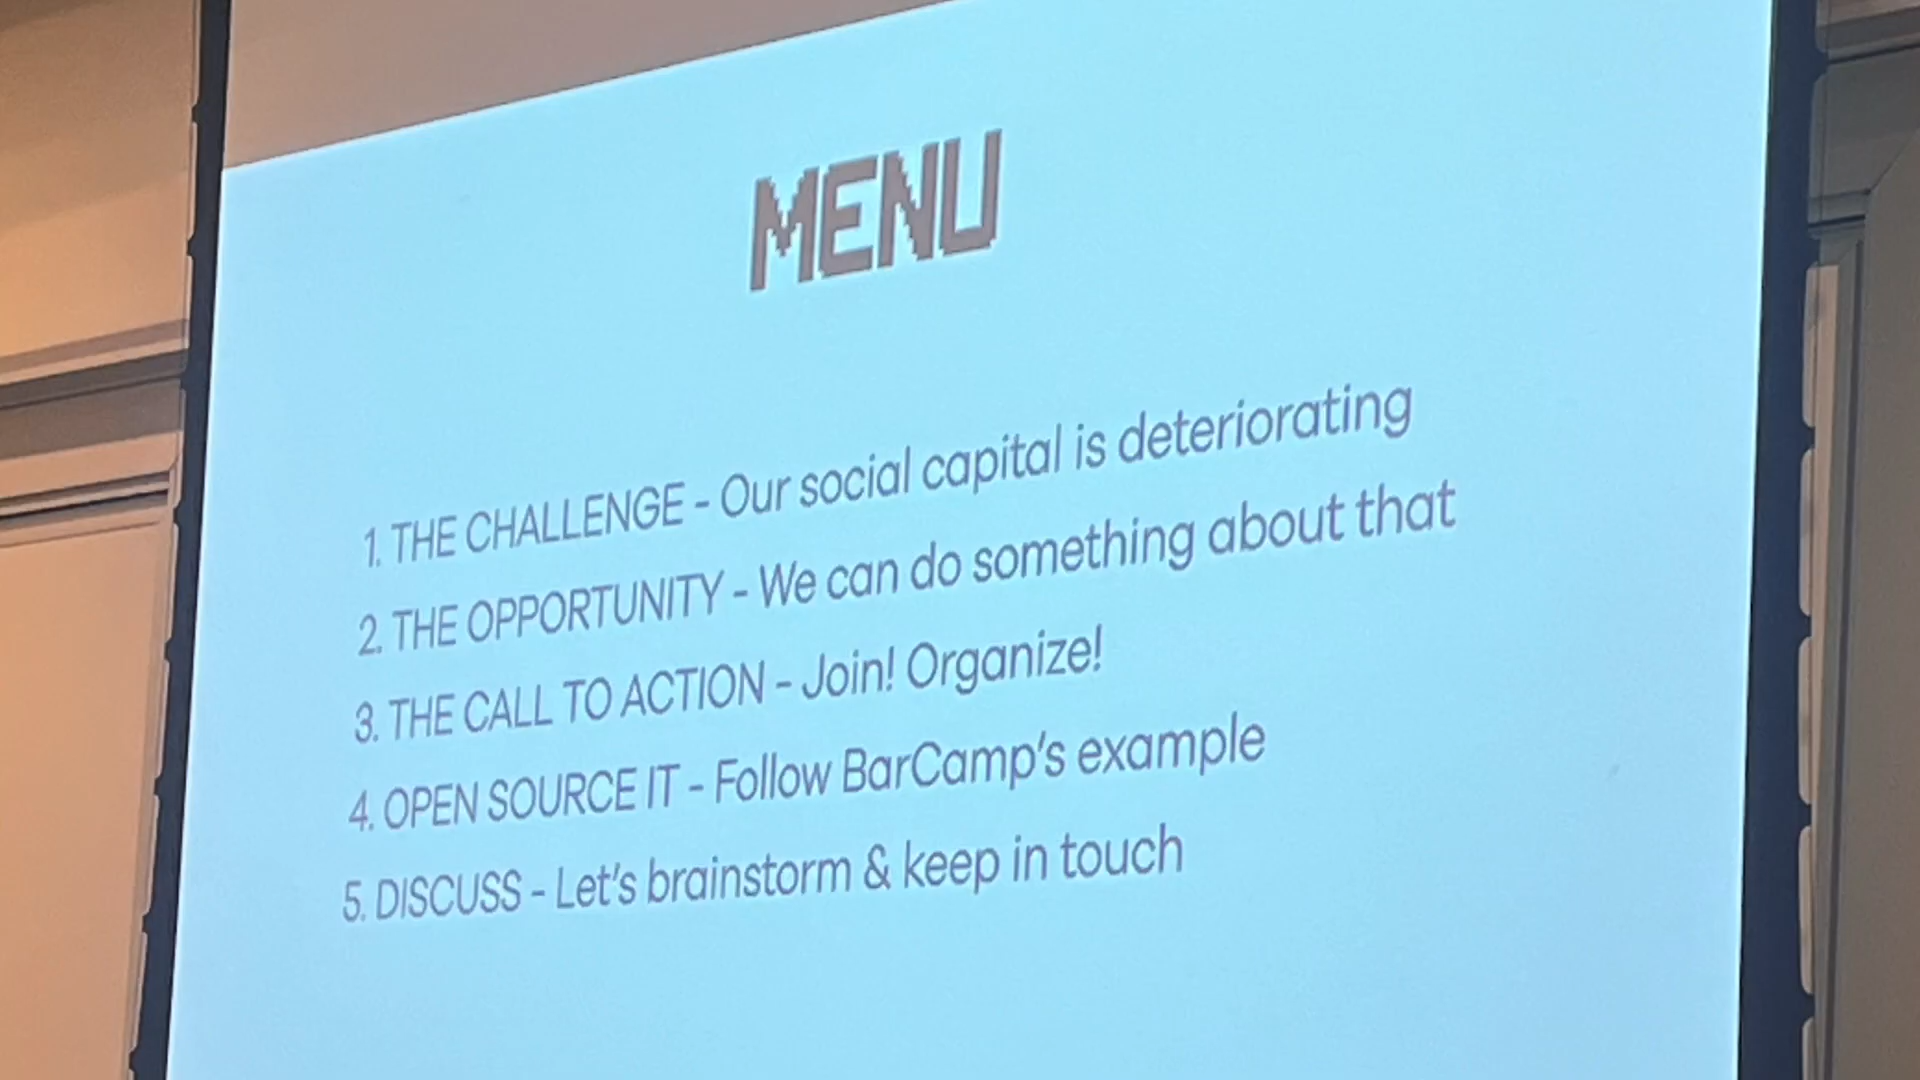 MENU
1. THE CHALLENGE - Our social capital is deteriorating
2. THE OPPORTUNITY - We can do something about that
3. THE CALL TO ACTION - Join! Organize!
4. OPEN SOURCE IT - Follow BarCamp's example
5. DISCUSS - Let's brainstorm & keep in touch